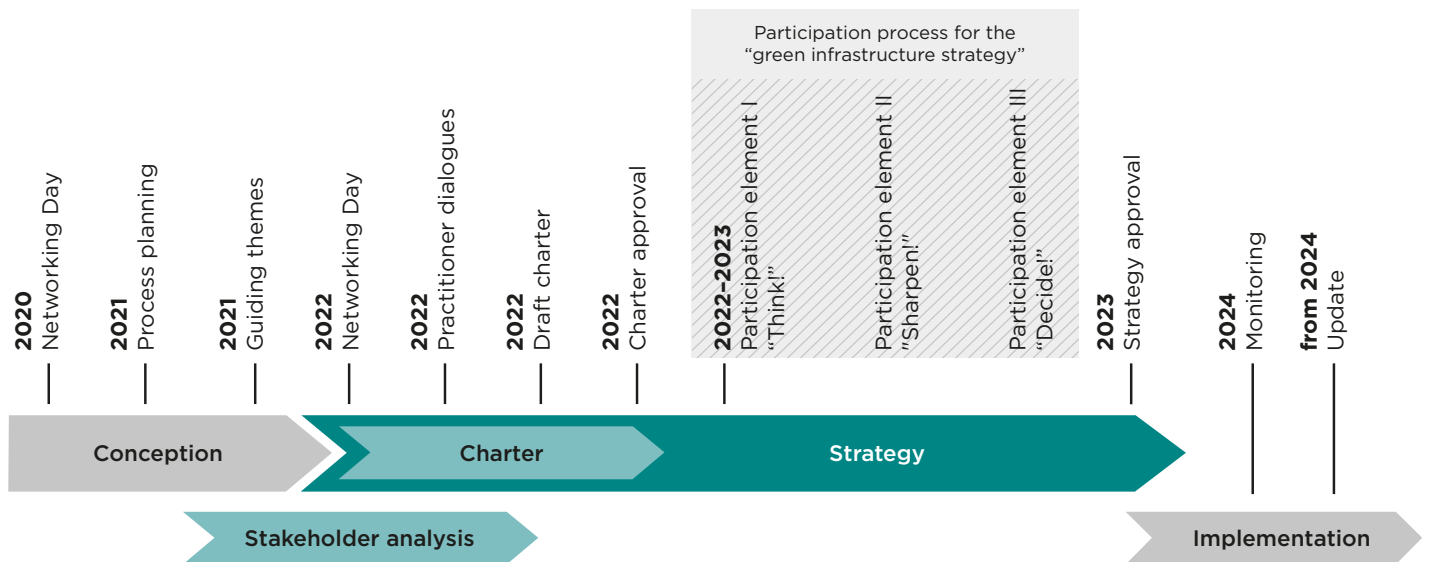 Participation process for the
“green infrastructure strategy”
2020
Networking Day
2021
Process planning
2021
Guiding themes
2022
Networking Day
2022
Practitioner dialogues
2022
Draft charter
2022
Charter approval
2022–2023
Participation element I
“Think!”
Participation element II
"Sharpen!"
Participation element III
“Decide!”
2023
Strategy approval
2024
Monitoring
from 2024
Update
Conception
Charter
Strategy
Stakeholder analysis
Implementation